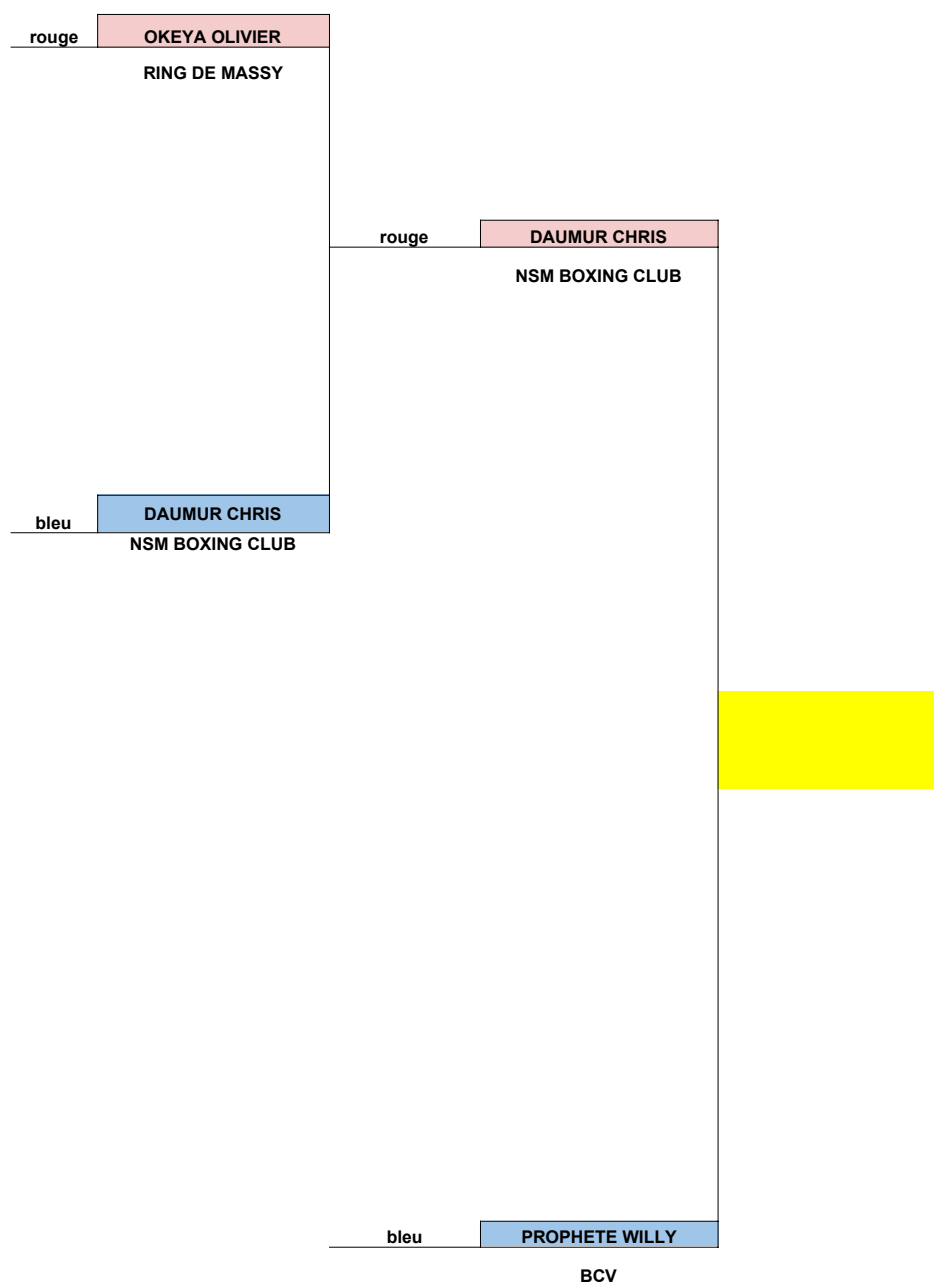 rouge OKEYA OLIVIER
RING DE MASSY
rouge DAUMUR CHRIS
NSM BOXING CLUB
bleu DAUMUR CHRIS
NSM BOXING CLUB
bleu PROPHETE WILLY
BCV